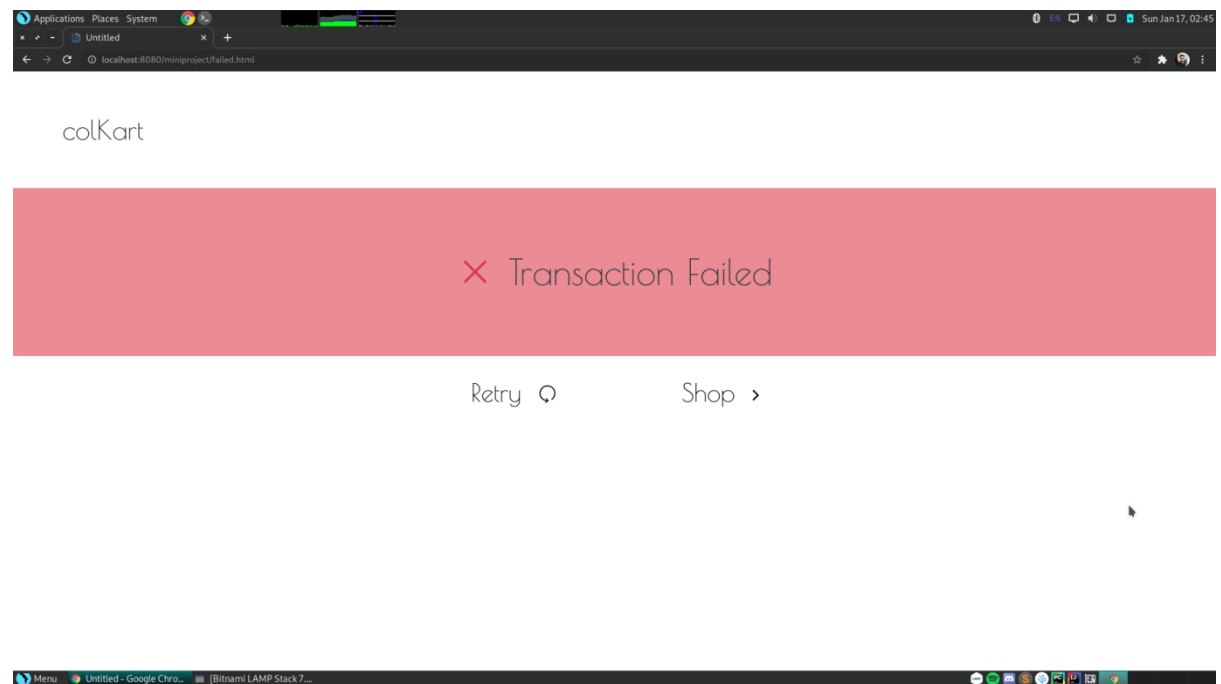 Applications Places System
EN
Sun Jan 17, 02:45
Untitled
localhost:8080/miniproject/failed.html
colKart
Transaction Failed
Retry
Shop
Menu
Untitled - Google Chro...
[Bitnami LAMP Stack 7....